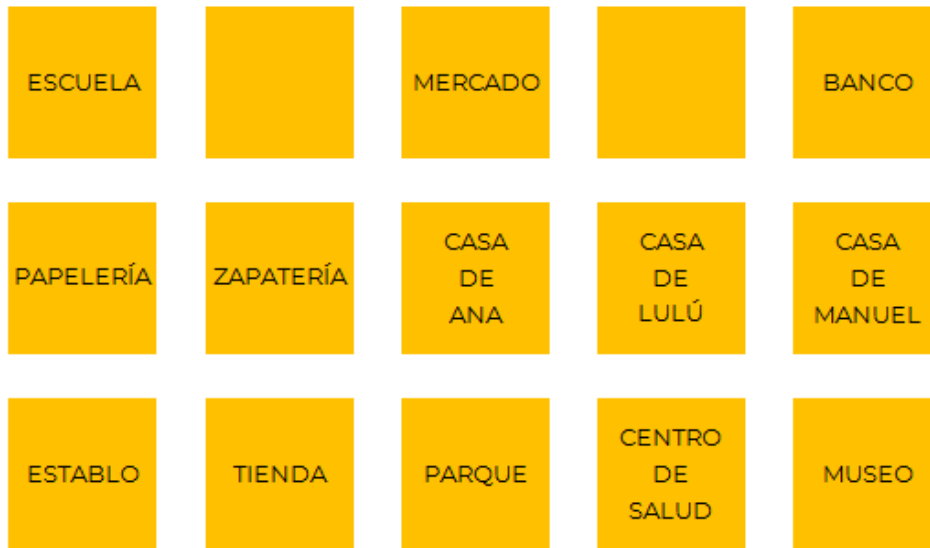 ESCUELA
MERCADO
BANCO
PAPELERÍA
ZAPATERÍA
CASA
DE
ANA
CASA
DE
LULÚ
CASA
DE
MANUEL
ESTABLO
TIENDA
PARQUE
CENTRO
DE
SALUD
MUSEO